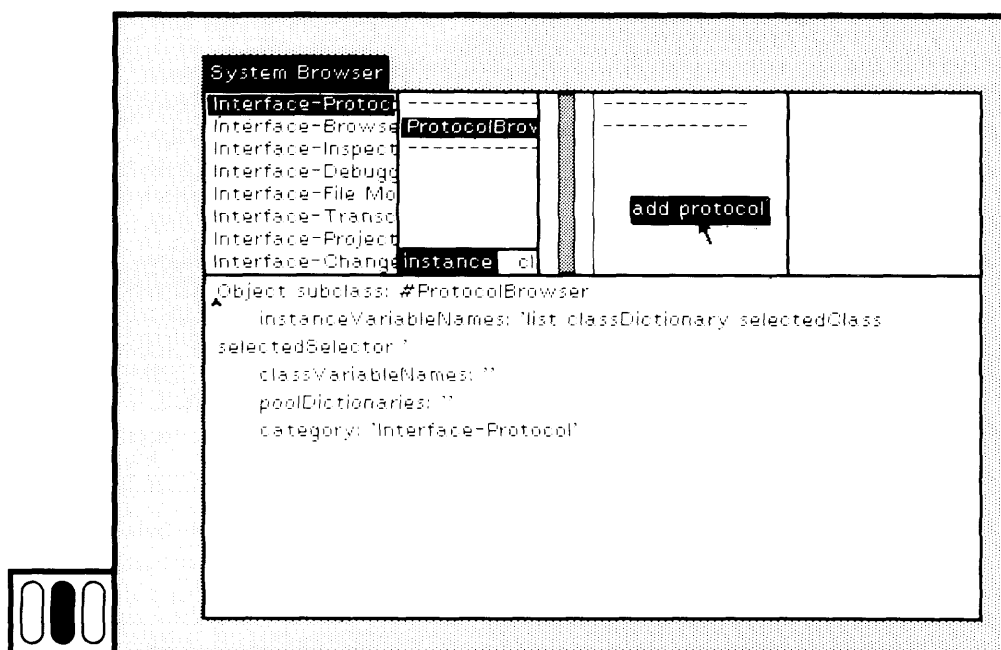 System Browser
Interface-Protoc
Interface-Browse
Interface-Inspect
Interface-Debugg
Interface-File Mo
Interface-Transc
Interface-Project
Interface-Change
----------
ProtocolBrow
----------
instance cl
----------
----------
add protocol
Object subclass: #ProtocolBrowser
instanceVariableNames: 'list classDictionary selectedClass
selectedSelector '
classVariableNames: ''
poolDictionaries: ''
category: 'Interface-Protocol'